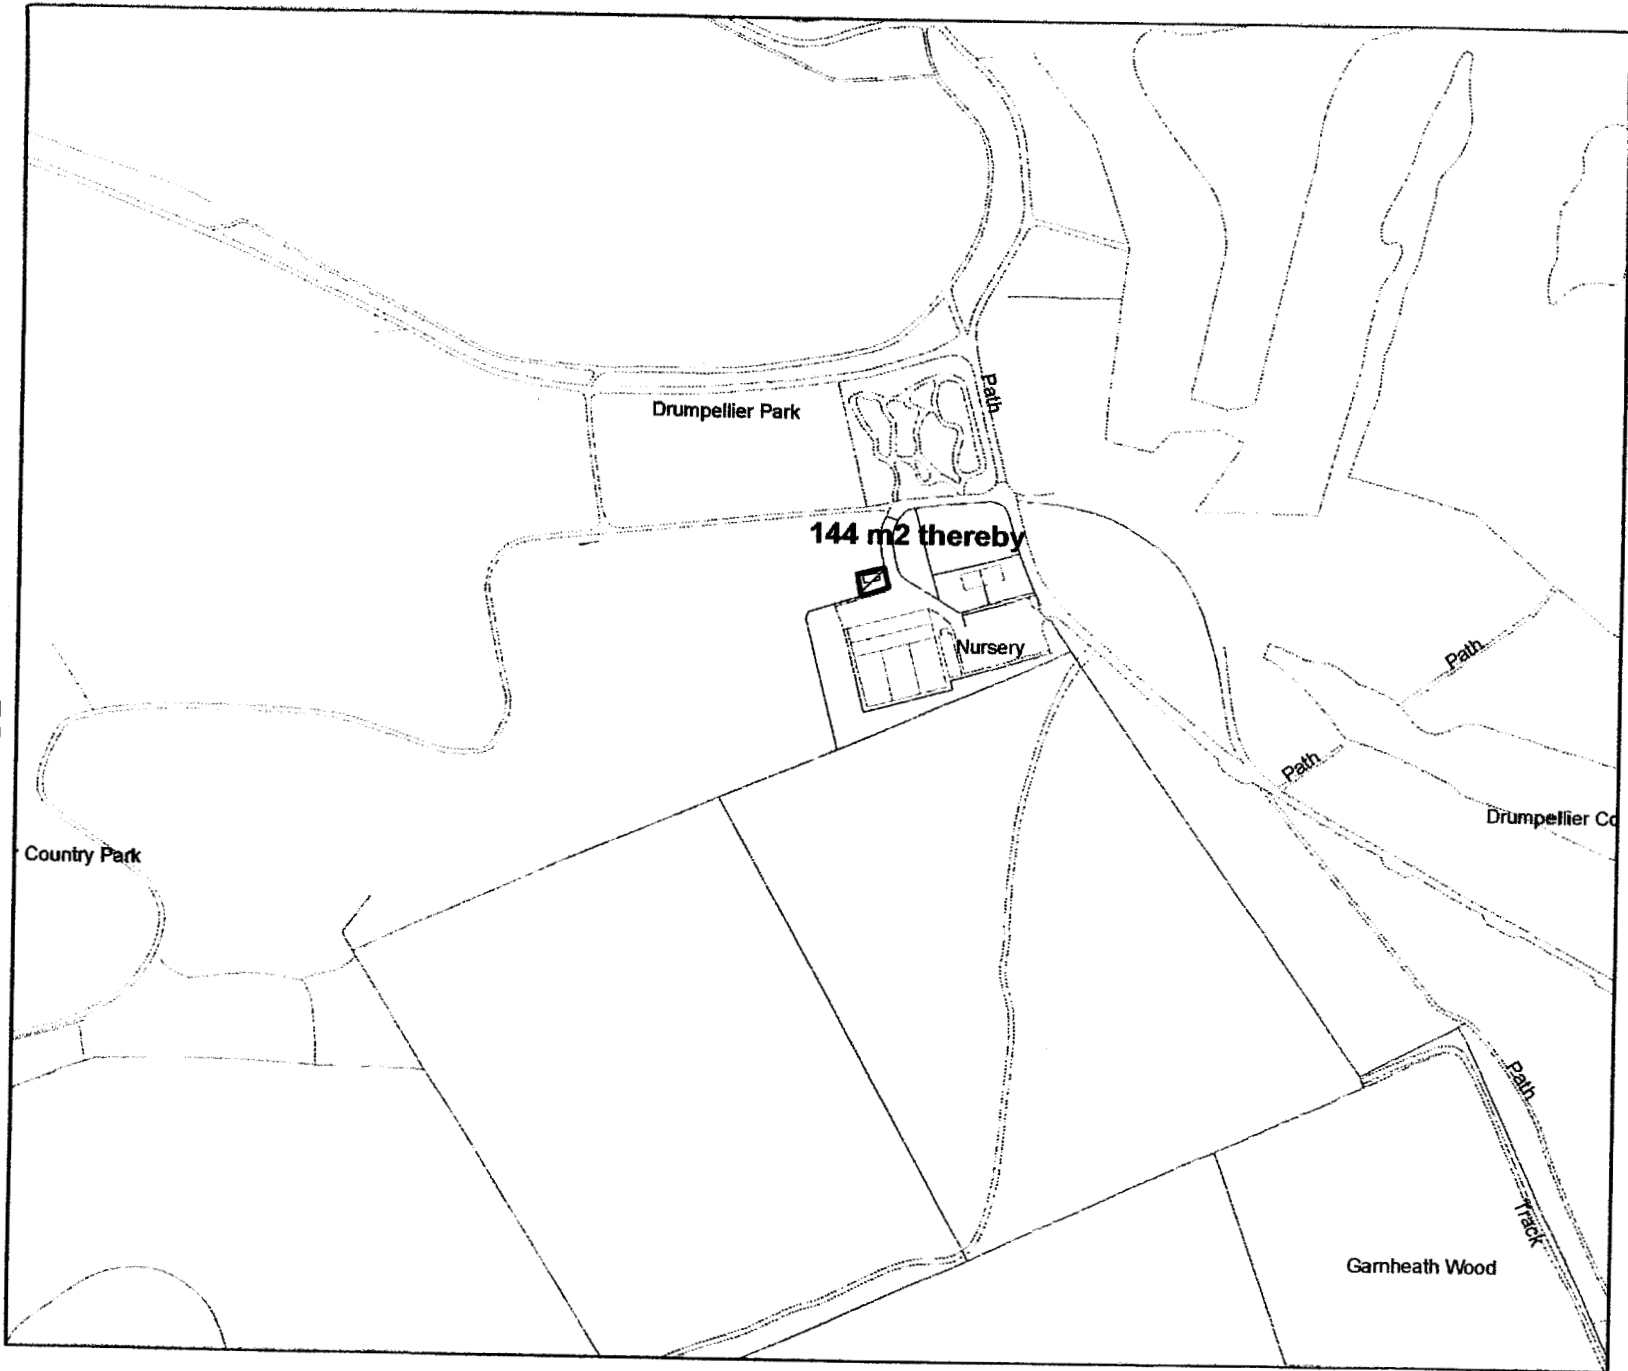 Path
Drumpellier Park
144 m2 thereby
Nursery
Path
Path
Drumpellier Co
Country Park
Path
Track
Garnheath Wood